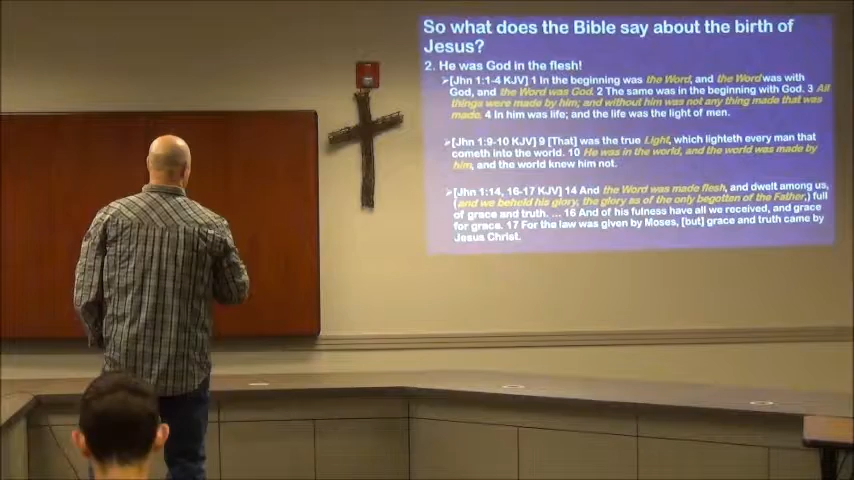 So what does the Bible say about the birth of
Jesus?
2. He was God in the flesh!
➢[Jhn 1:1-4 KJV] 1 In the beginning was the Word, and the Word was with
God, and the Word was God. 2 The same was in the beginning with God. 3 All
things were made by him; and without him was not any thing made that was
made. 4 In him was life; and the life was the light of men.
➢[Jhn 1:9-10 KJV] 9 [That] was the true Light, which lighteth every man that
cometh into the world. 10 He was in the world, and the world was made by
him, and the world knew him not.
➢[Jhn 1:14, 16-17 KJV] 14 And the Word was made flesh, and dwelt among us,
(and we beheld his glory, the glory as of the only begotten of the Father,) full
of grace and truth. ... 16 And of his fulness have all we received, and grace
for grace. 17 For the law was given by Moses, [but] grace and truth came by
Jesus Christ.